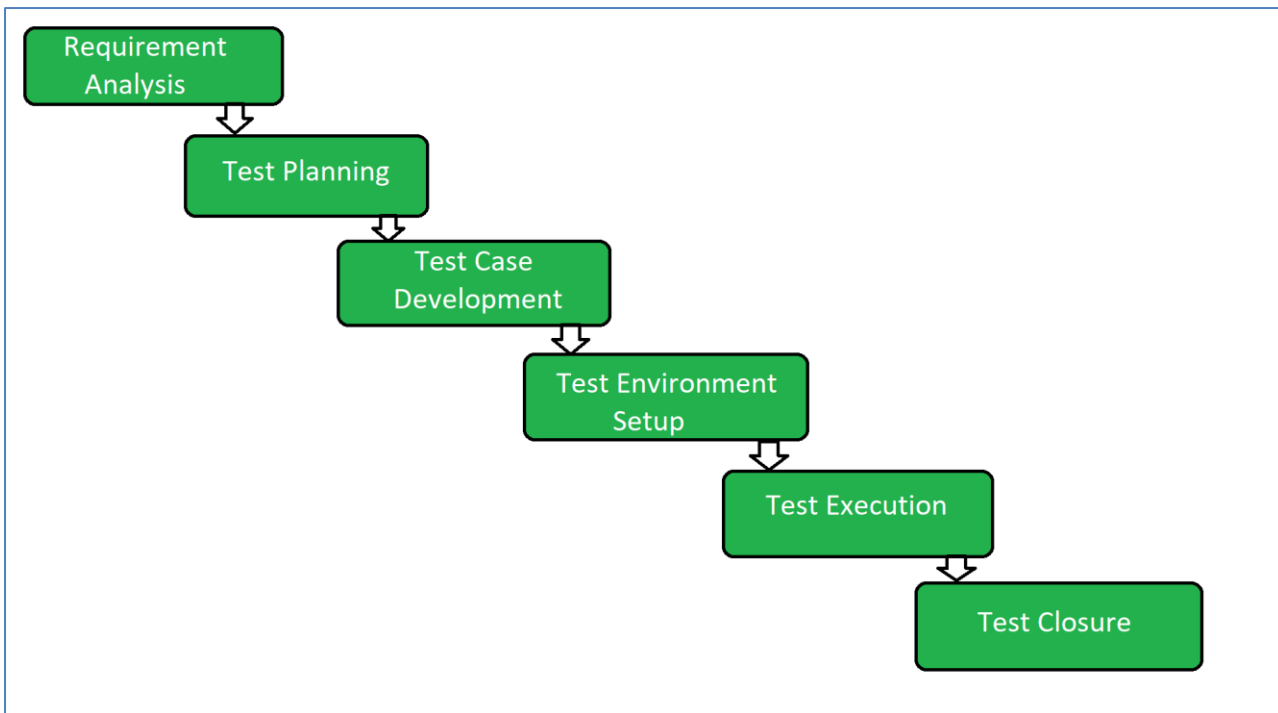 Requirement
Analysis
Test Planning
Test Case
Development
Test Environment
Setup
Test Execution
Test Closure